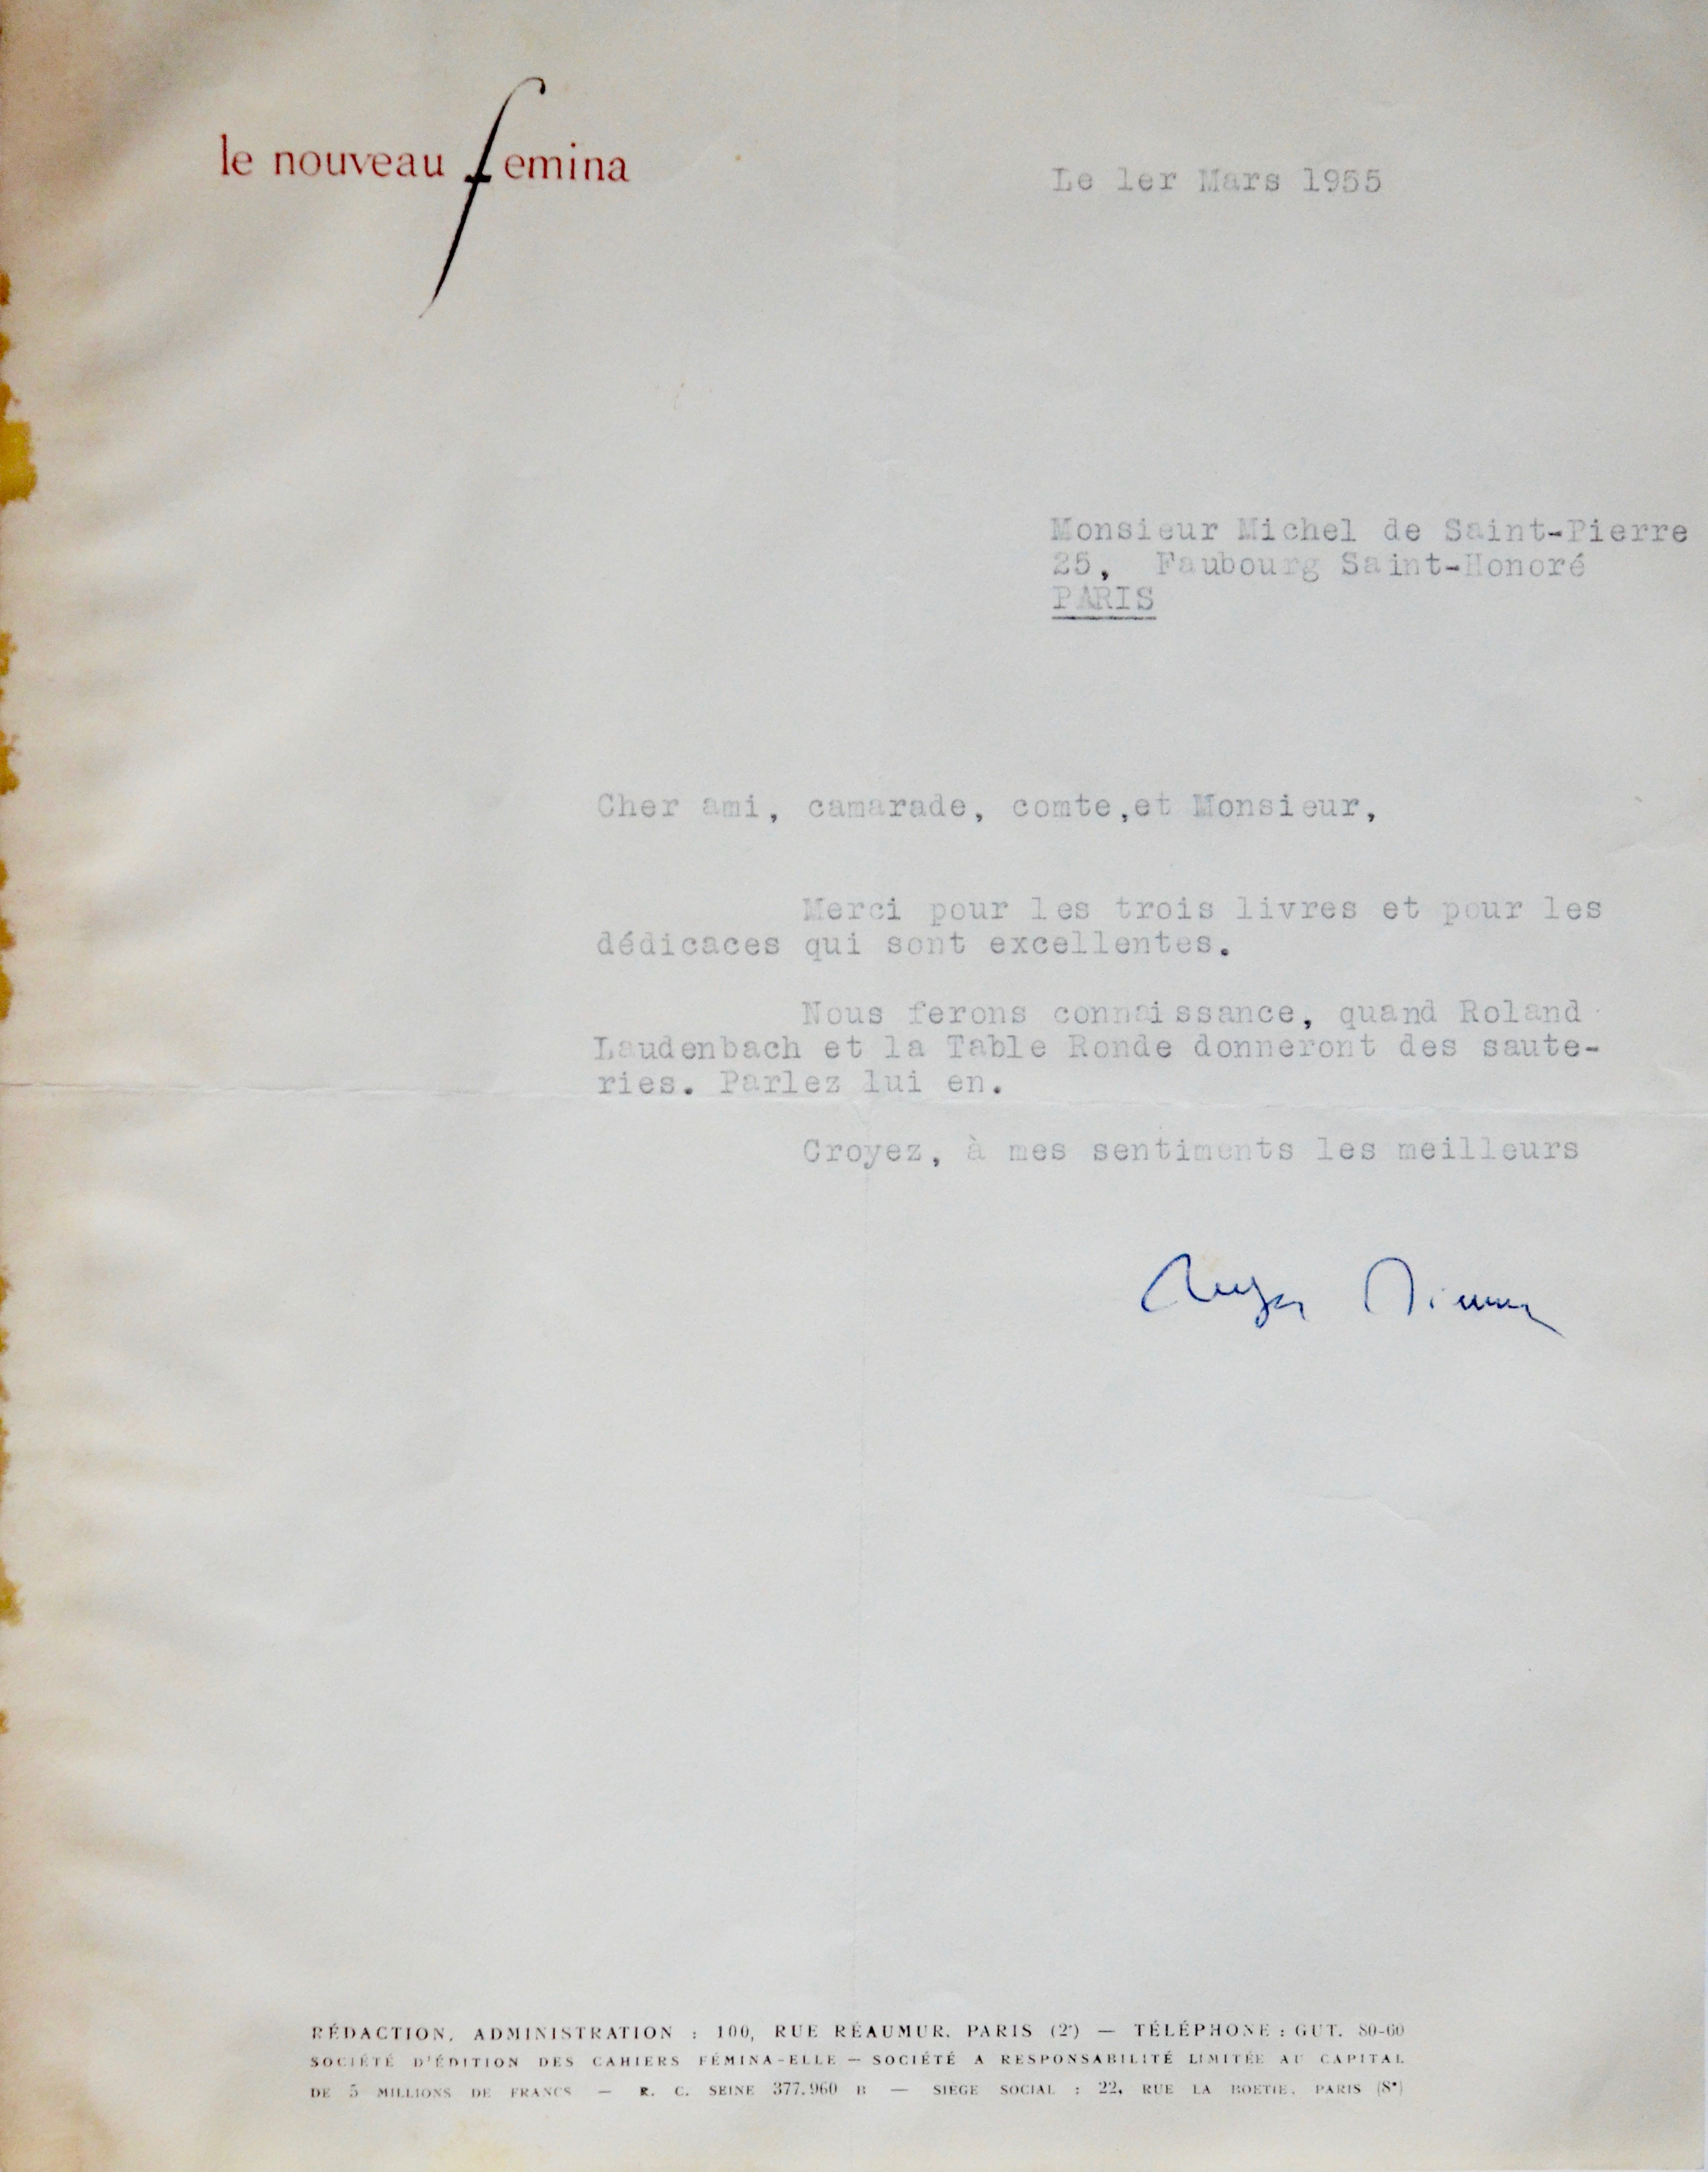 le nouveau femina
Le 1er Mars 1955
Monsieur Michel de Saint-Pierre
25, Faubourg Saint-Honoré
PARIS
Cher ami, camarade, comte,et Monsieur,
Merci pour les trois livres et pour les
dédicaces qui sont excellentes.
Nous ferons connaissance, quand Roland
Laudenbach et la Table Ronde donneront des saute-
ries. Parlez lui en.
Croyez, à mes sentiments les meilleurs
Roger Nimier
RÉDACTION, ADMINISTRATION : 100, RUE RÉAUMUR, PARIS (2e) — TÉLÉPHONE : GUT. 80-60
SOCIÉTÉ D'ÉDITION DES CAHIERS FÉMINA-ELLE — SOCIÉTÉ A RESPONSABILITÉ LIMITÉE AU CAPITAL
DE 5 MILLIONS DE FRANCS — R. C. SEINE 377.960 B — SIÈGE SOCIAL : 22, RUE LA BOETIE, PARIS (8e)